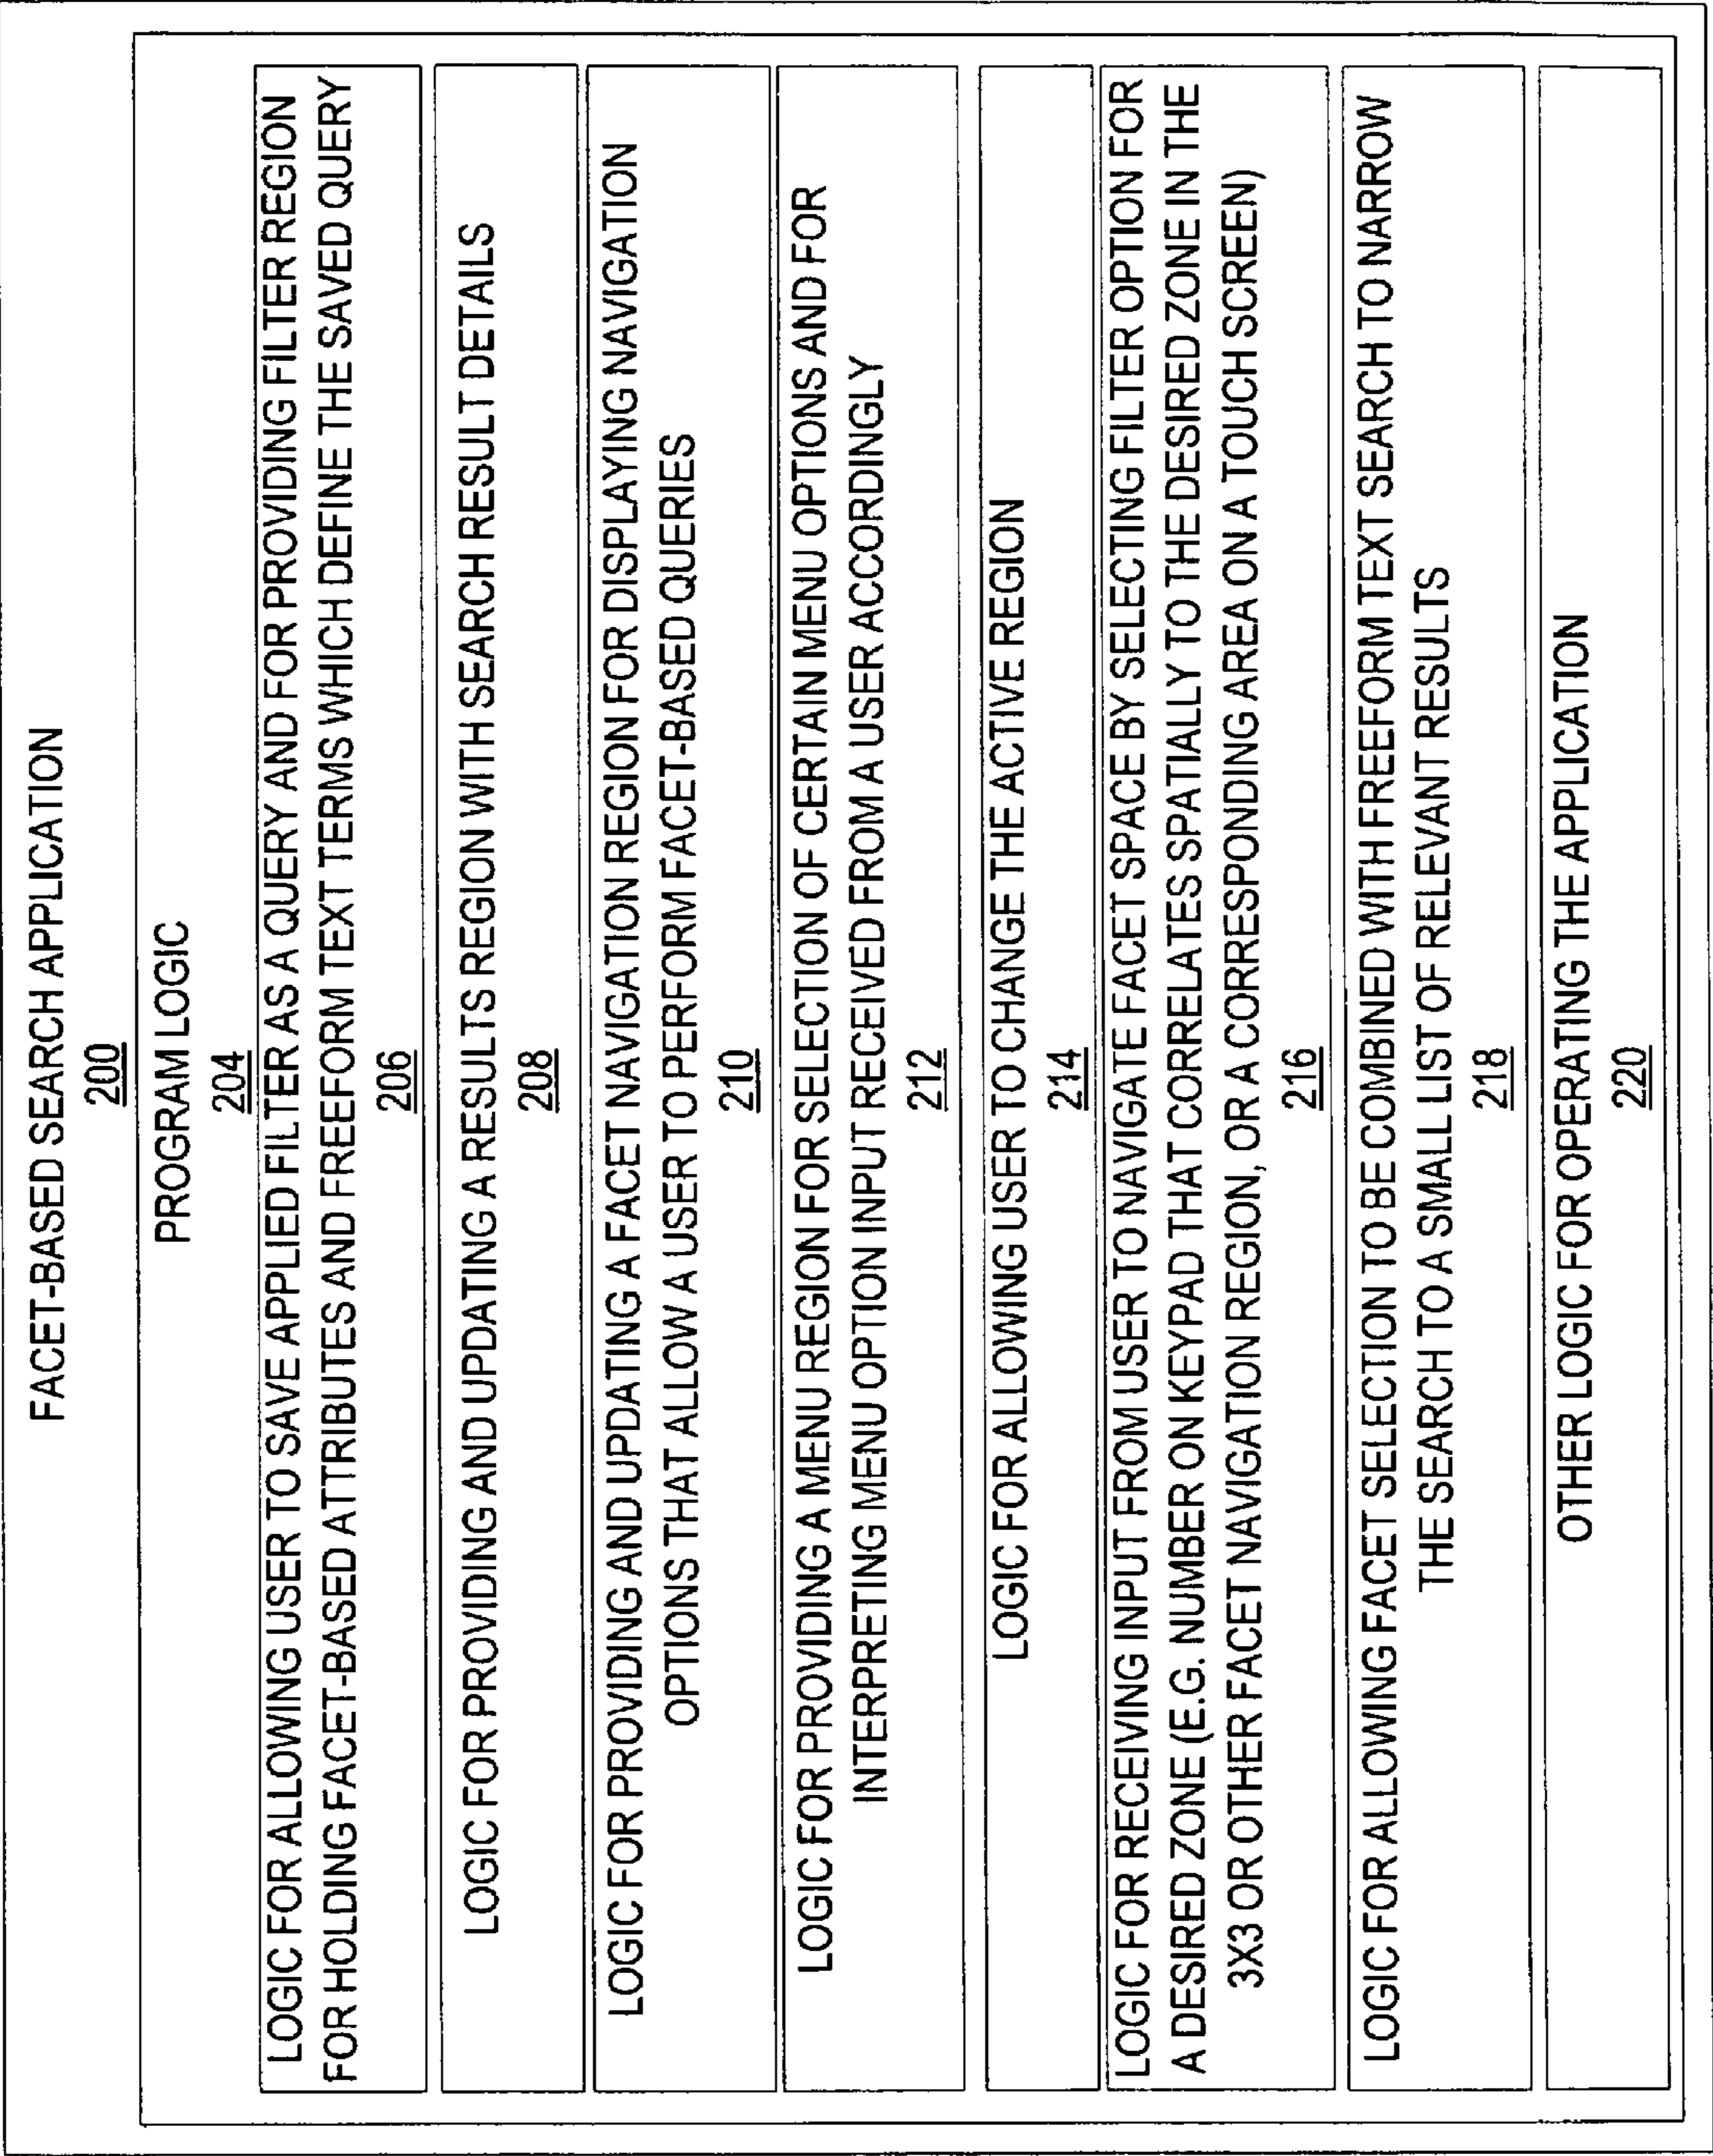 FACET-BASED SEARCH APPLICATION
200
PROGRAM LOGIC
204
LOGIC FOR ALLOWING USER TO SAVE APPLIED FILTER AS A QUERY AND FOR PROVIDING FILTER REGION
FOR HOLDING FACET-BASED ATTRIBUTES AND FREEFORM TEXT TERMS WHICH DEFINE THE SAVED QUERY
206
LOGIC FOR PROVIDING AND UPDATING A RESULTS REGION WITH SEARCH RESULT DETAILS
208
LOGIC FOR PROVIDING AND UPDATING A FACET NAVIGATION REGION FOR DISPLAYING NAVIGATION
OPTIONS THAT ALLOW A USER TO PERFORM FACET-BASED QUERIES
210
LOGIC FOR PROVIDING A MENU REGION FOR SELECTION OF CERTAIN MENU OPTIONS AND FOR
INTERPRETING MENU OPTION INPUT RECEIVED FROM A USER ACCORDINGLY
212
LOGIC FOR ALLOWING USER TO CHANGE THE ACTIVE REGION
214
LOGIC FOR RECEIVING INPUT FROM USER TO NAVIGATE FACET SPACE BY SELECTING FILTER OPTION FOR
A DESIRED ZONE (E.G. NUMBER ON KEYPAD THAT CORRELATES SPATIALLY TO THE DESIRED ZONE IN THE
3X3 OR OTHER FACET NAVIGATION REGION, OR A CORRESPONDING AREA ON A TOUCH SCREEN)
216
LOGIC FOR ALLOWING FACET SELECTION TO BE COMBINED WITH FREEFORM TEXT SEARCH TO NARROW
THE SEARCH TO A SMALL LIST OF RELEVANT RESULTS
218
OTHER LOGIC FOR OPERATING THE APPLICATION
220